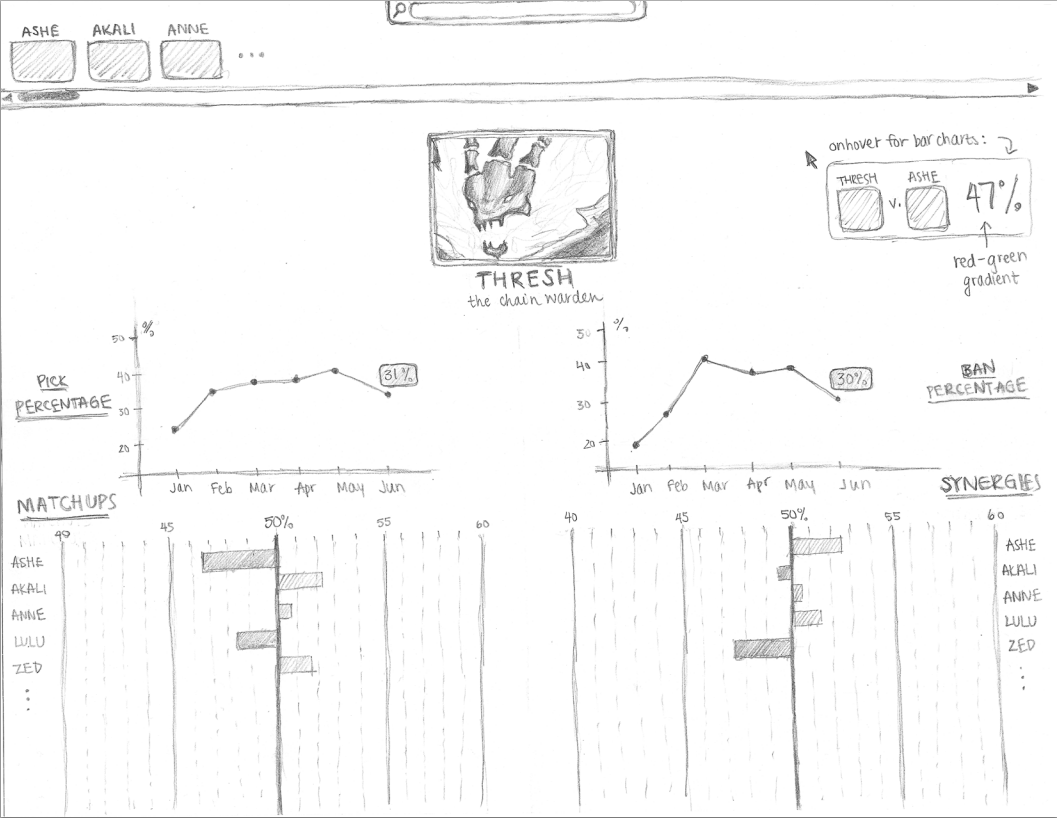 ASHE AKALI ANNE ...
onhover for bar charts:
THRESH v. ASHE 47%
red-green
gradient
THRESH
the chain warden
PICK
PERCENTAGE
%
50
40
30
20
31%
Jan Feb Mar Apr May Jun
%
50
40
30
20
30%
Jan Feb Mar Apr May Jun
BAN
PERCENTAGE
MATCHUPS
49 45 50% 55 60
ASHE
AKALI
ANNE
LULU
ZED
SYNERGIES
40 45 50% 55 60
ASHE
AKALI
ANNE
LULU
ZED